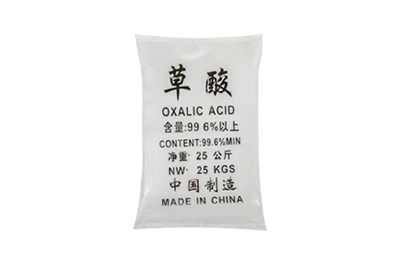 草酸
OXALIC ACID
含量:99 6%以上
CONTENT:99.6%MIN
净重· 25 公斤
NW· 25 KGS
中国制造
MADE IN CHINA